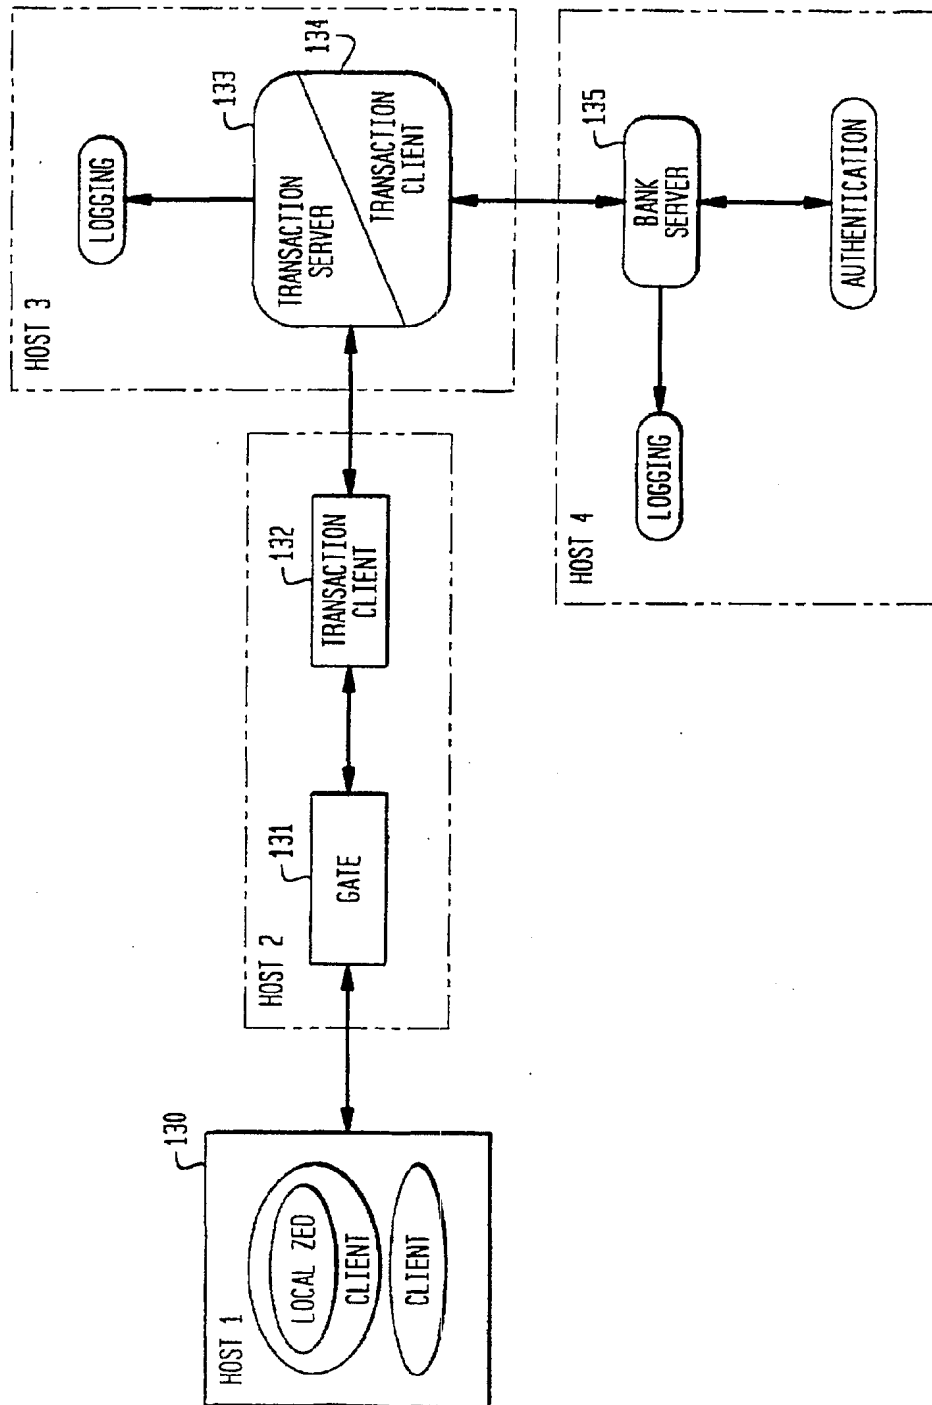 HOST 1
130
LOCAL ZED
CLIENT
CLIENT
HOST 2
131
GATE
132
TRANSACTION
CLIENT
HOST 3
LOGGING
133
134
TRANSACTION
SERVER
TRANSACTION CLIENT
HOST 4
LOGGING
135
BANK
SERVER
AUTHENTICATION